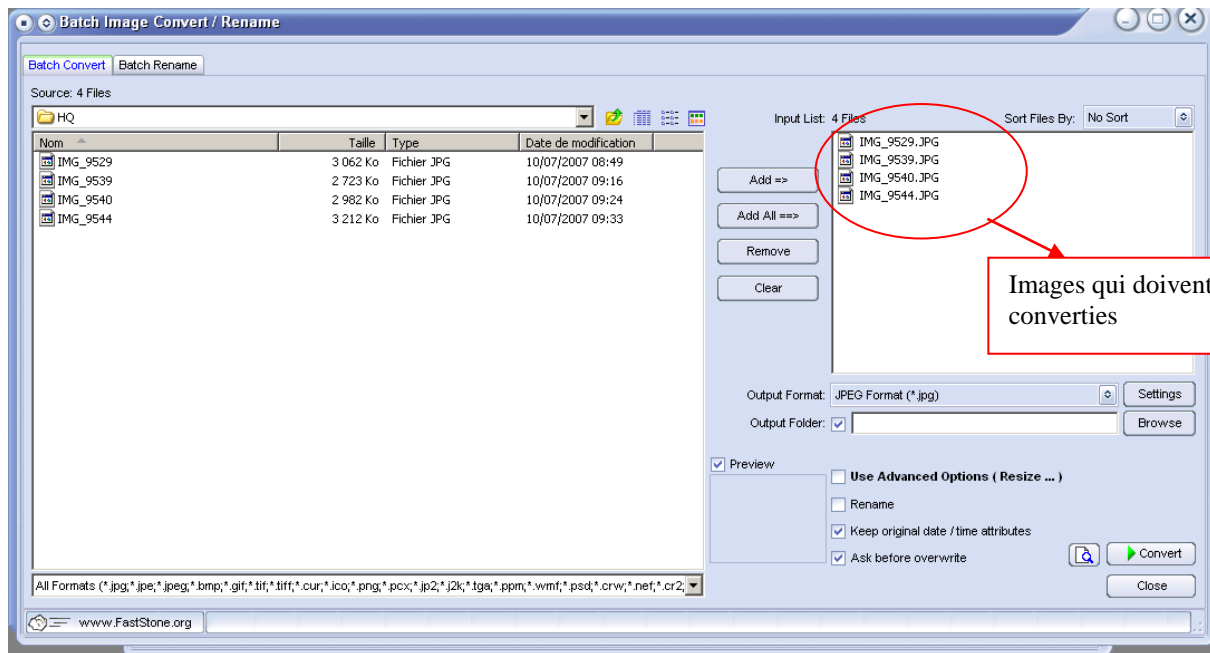 Batch Image Convert / Rename
Batch Convert Batch Rename
Source: 4 Files
HQ
Input List: 4 Files Sort Files By: No Sort
Nom Taille Type Date de modification
IMG_9529 3 062 Ko Fichier JPG 10/07/2007 08:49
IMG_9539 2 723 Ko Fichier JPG 10/07/2007 09:16
IMG_9540 2 982 Ko Fichier JPG 10/07/2007 09:24
IMG_9544 3 212 Ko Fichier JPG 10/07/2007 09:33
Add =>
Add All ==>
Remove
Clear
IMG_9529.JPG
IMG_9539.JPG
IMG_9540.JPG
IMG_9544.JPG
Images qui doivent
converties
Output Format: JPEG Format (*.jpg) Settings
Output Folder: Browse
Preview
Use Advanced Options ( Resize ... )
Rename
Keep original date / time attributes
Ask before overwrite
Convert
Close
All Formats (*.jpg;*.jpe;*.jpeg;*.bmp;*.gif;*.tif;*.tiff;*.cur;*.ico;*.png;*.pcx;*.jp2;*.j2k;*.tga;*.ppm;*.wmf;*.psd;*.crw;*.nef;*.cr2;
www.FastStone.org